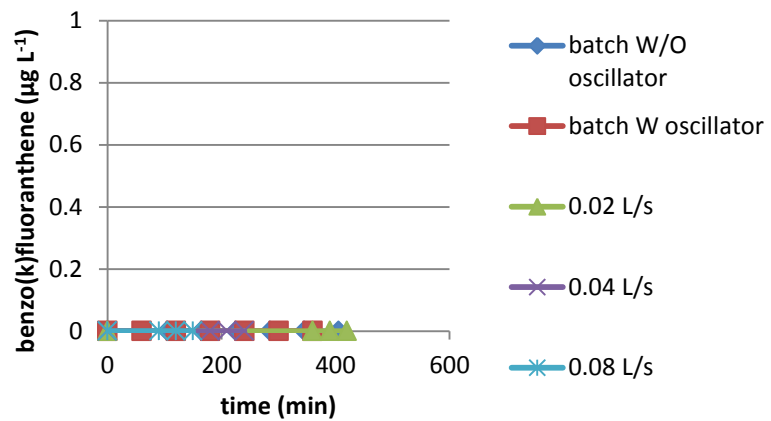 benzo(k)fluoranthene (µg L-1)
1
0.8
0.6
0.4
0.2
0
0
200
400
600
time (min)
batch W/O
oscillator
batch W oscillator
0.02 L/s
0.04 L/s
0.08 L/s